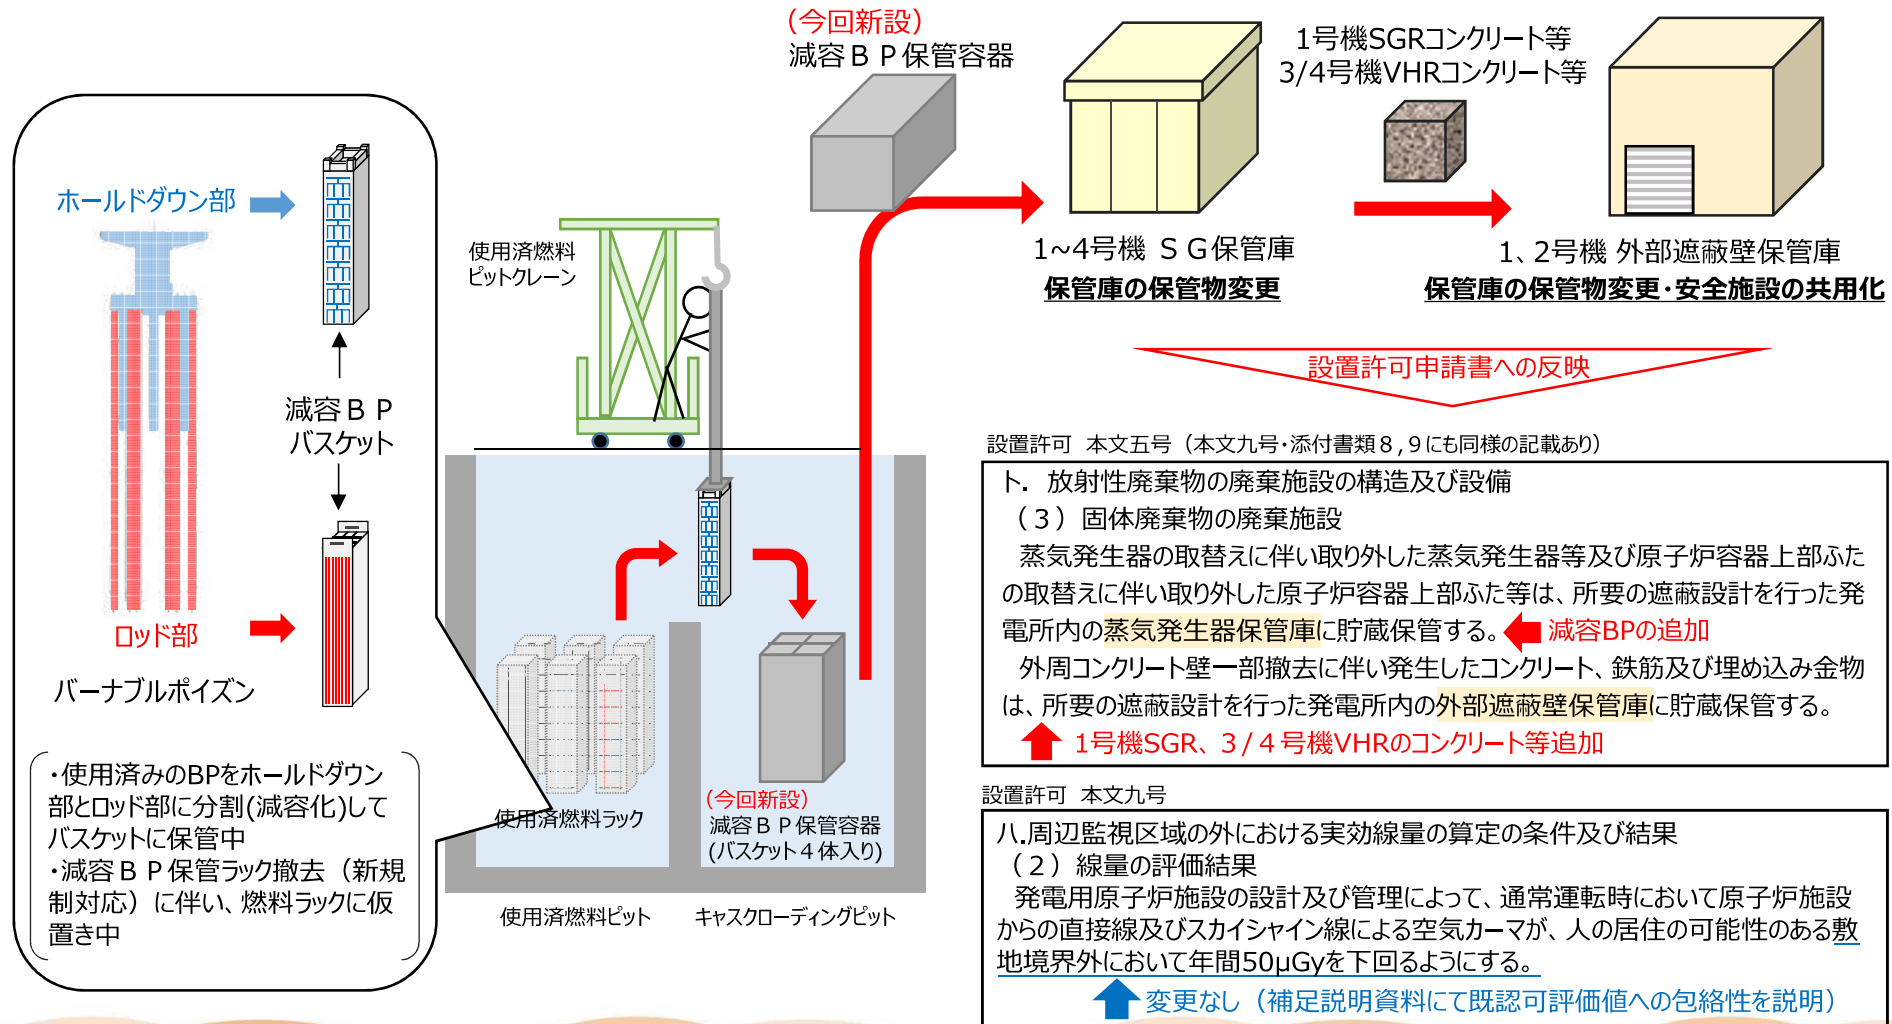 (今回新設)
減容ＢＰ保管容器
1号機SGRコンクリート等
3/4号機VHRコンクリート等
ホールドダウン部
使用済燃料
ピットクレーン
1~4号機 ＳＧ保管庫
保管庫の保管物変更
1、2号機 外部遮蔽壁保管庫
保管庫の保管物変更・安全施設の共用化
設置許可申請書への反映
減容ＢＰ
バスケット
ロッド部
バーナブルポイズン
・使用済みのBPをホールドダウン
部とロッド部に分割(減容化)して
バスケットに保管中
・減容ＢＰ保管ラック撤去（新規
制対応）に伴い、燃料ラックに仮
置き中
使用済燃料ラック
(今回新設)
減容ＢＰ保管容器
(バスケット４体入り)
使用済燃料ピット
キャスクローディングピット
設置許可 本文五号（本文九号・添付書類８,９にも同様の記載あり）
ト．放射性廃棄物の廃棄施設の構造及び設備
（３）固体廃棄物の廃棄施設
蒸気発生器の取替えに伴い取り外した蒸気発生器等及び原子炉容器上部ふた
の取替えに伴い取り外した原子炉容器上部ふた等は、所要の遮蔽設計を行った発
電所内の蒸気発生器保管庫に貯蔵保管する。 減容BPの追加
外周コンクリート壁一部撤去に伴い発生したコンクリート、鉄筋及び埋め込み金物
は、所要の遮蔽設計を行った発電所内の外部遮蔽壁保管庫に貯蔵保管する。
1号機SGR、３/４号機VHRのコンクリート等追加
設置許可 本文九号
ハ.周辺監視区域の外における実効線量の算定の条件及び結果
（２）線量の評価結果
発電用原子炉施設の設計及び管理によって、通常運転時において原子炉施設
からの直接線及びスカイシャイン線による空気カーマが、人の居住の可能性のある敷
地境界外において年間50μGyを下回るようにする。
変更なし（補足説明資料にて既認可評価値への包絡性を説明）